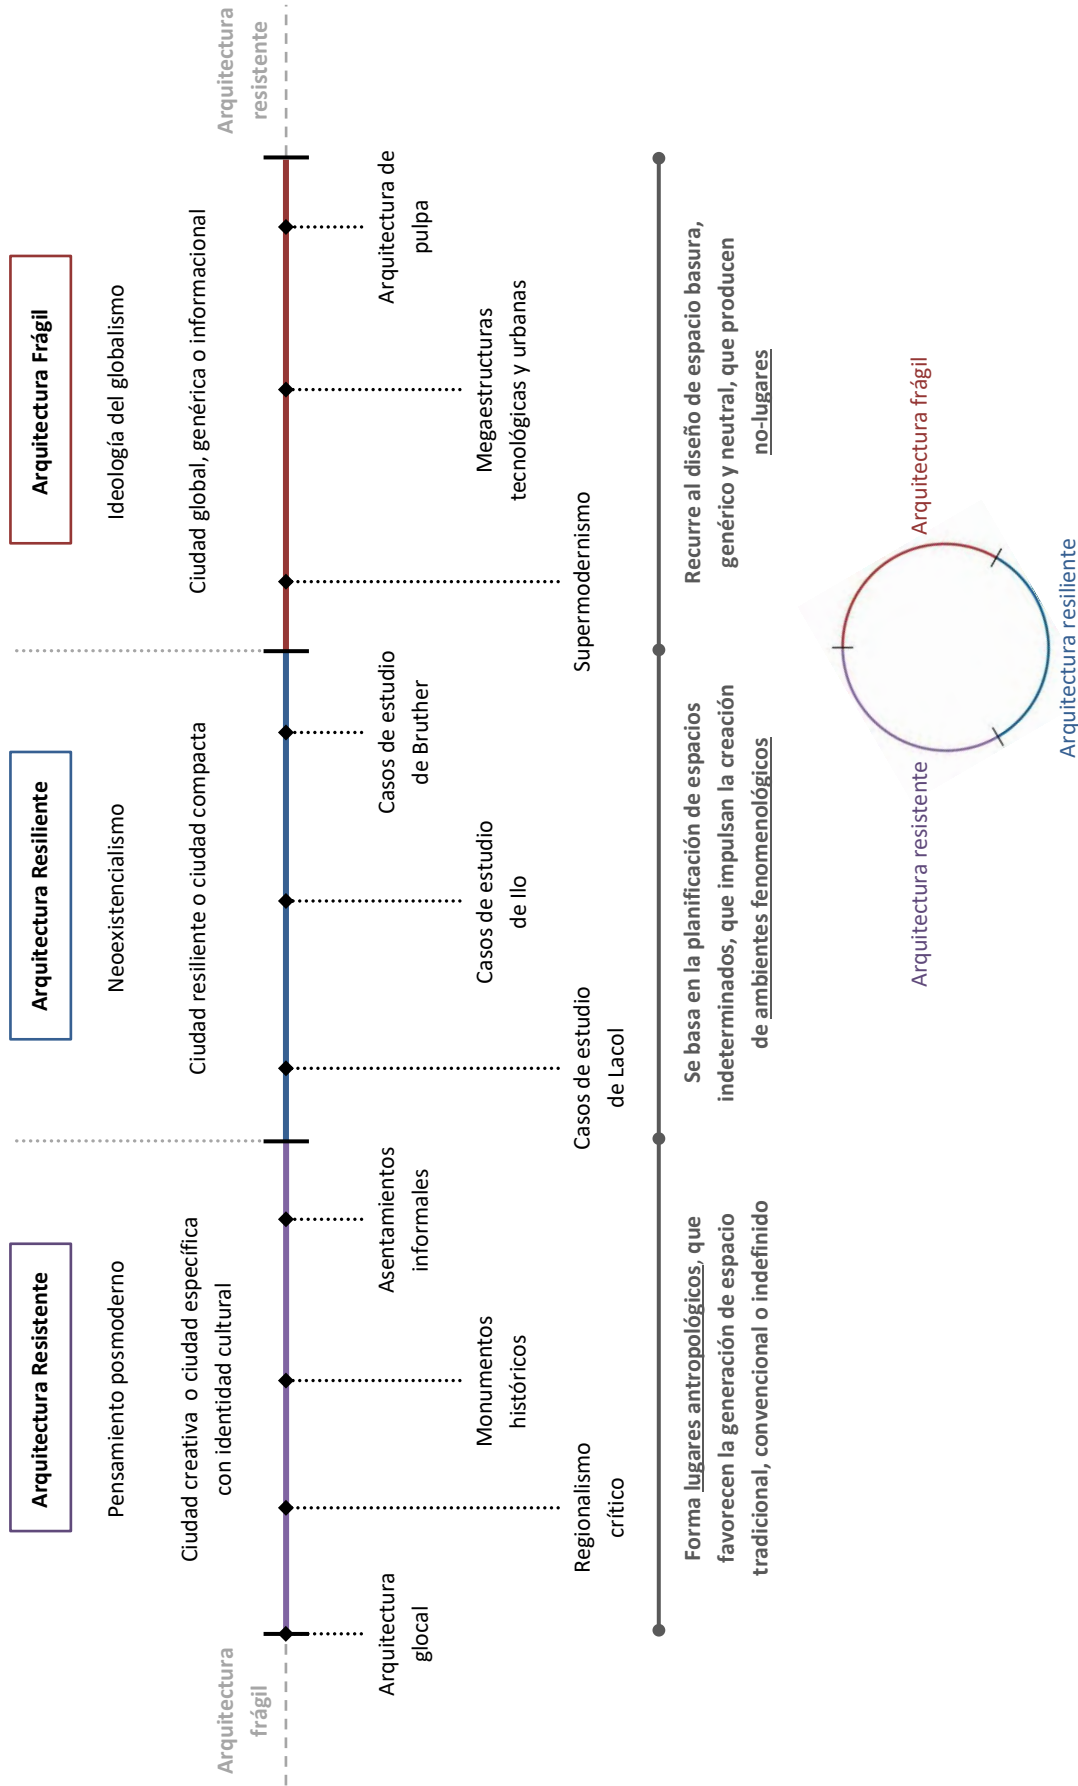 Arquitectura Resistente
Arquitectura Resiliente
Arquitectura Frágil
Pensamiento posmoderno
Neoexistencialismo
Ideología del globalismo
Ciudad creativa o ciudad específica
con identidad cultural
Ciudad resiliente o ciudad compacta
Ciudad global, genérica o informacional
Arquitectura
frágil
Arquitectura
resistente
Arquitectura
glocal
Regionalismo
crítico
Monumentos
históricos
Asentamientos
informales
Casos de estudio
de Lacol
Casos de estudio
de Ilo
Casos de estudio
de Bruther
Supermodernismo
Megaestructuras
tecnológicas y urbanas
Arquitectura de
pulpa
Forma lugares antropológicos, que
favorecen la generación de espacio
tradicional, convencional o indefinido
Se basa en la planificación de espacios
indeterminados, que impulsan la creación
de ambientes fenomenológicos
Recurre al diseño de espacio basura,
genérico y neutral, que producen
no-lugares
Arquitectura resistente
Arquitectura frágil
Arquitectura resiliente